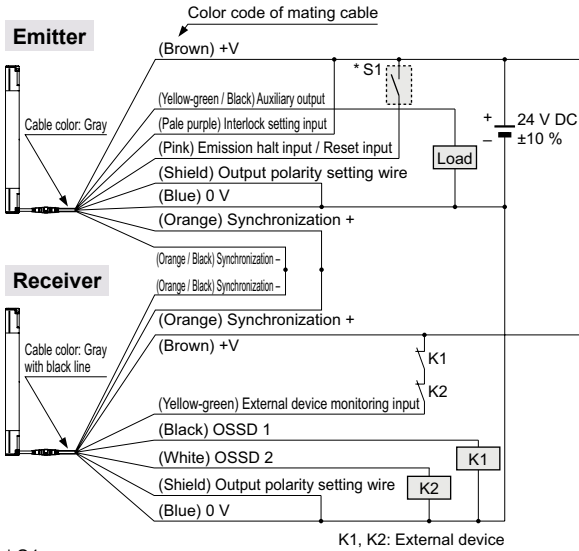 Color code of mating cable
Emitter
(Brown) +V
* S1
(Yellow-green / Black) Auxiliary output
Cable color: Gray
(Pale purple) Interlock setting input
+
–
24 V DC
±10 %
(Pink) Emission halt input / Reset input
Load
(Shield) Output polarity setting wire
(Blue) 0 V
(Orange) Synchronization +
(Orange / Black) Synchronization –
Receiver
(Orange / Black) Synchronization –
(Orange) Synchronization +
(Brown) +V
Cable color: Gray
with black line
K1
K2
(Yellow-green) External device monitoring input
(Black) OSSD 1
(White) OSSD 2
K1
(Shield) Output polarity setting wire
K2
(Blue) 0 V
K1, K2: External device